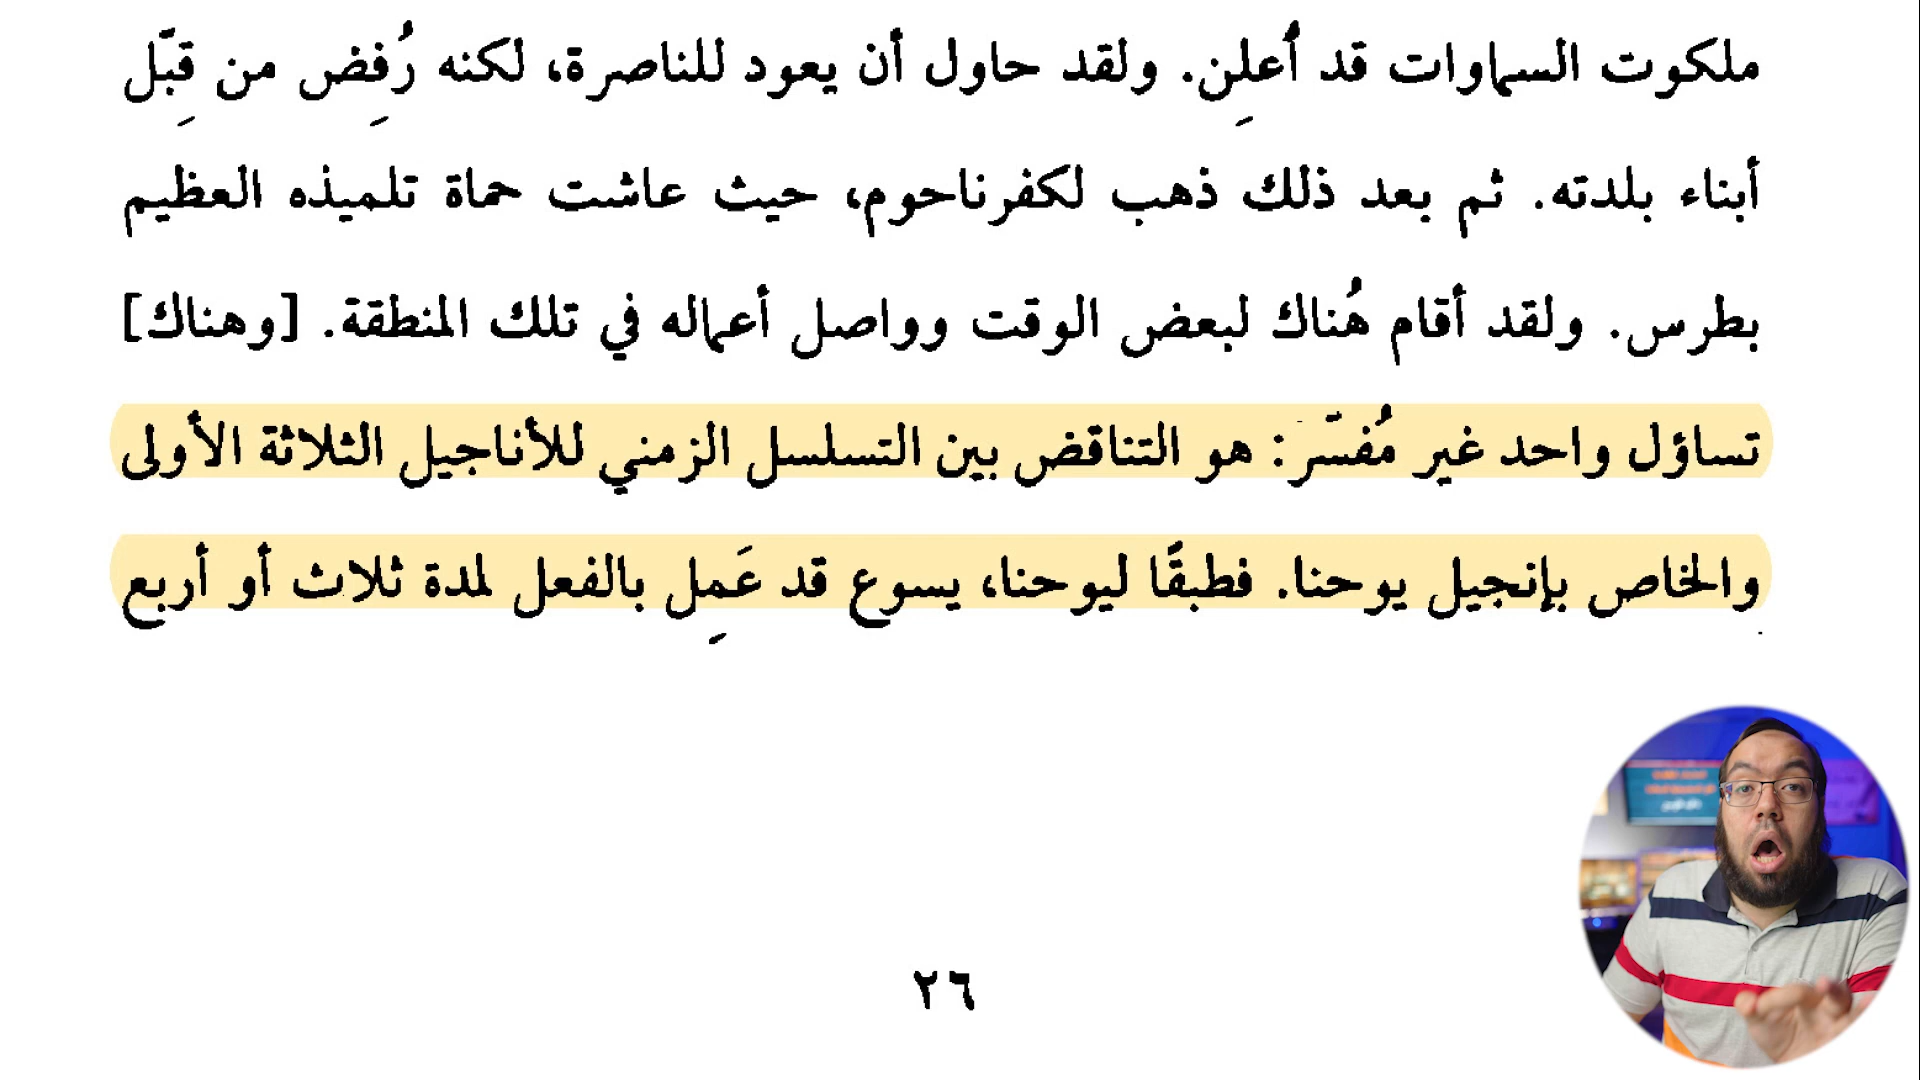 ملكوت السماوات قد أُعلِن. ولقد حاول أن يعود للناصرة، لكنه رُفِض من قِبَّل
أبناء بلدته. ثم بعد ذلك ذهب لكفرناحوم، حيث عاشت حماة تلميذه العظيم
بطرس. ولقد أقام هُناك لبعض الوقت وواصل أعماله في تلك المنطقة. [وهناك]
تساؤل واحد غير مُفسَّر: هو التناقض بين التسلسل الزمني للأناجيل الثلاثة الأولى
والخاص بإنجيل يوحنا. فطبقًا ليوحنا، يسوع قد عَمِل بالفعل لمدة ثلاث أو أربع
٢٦